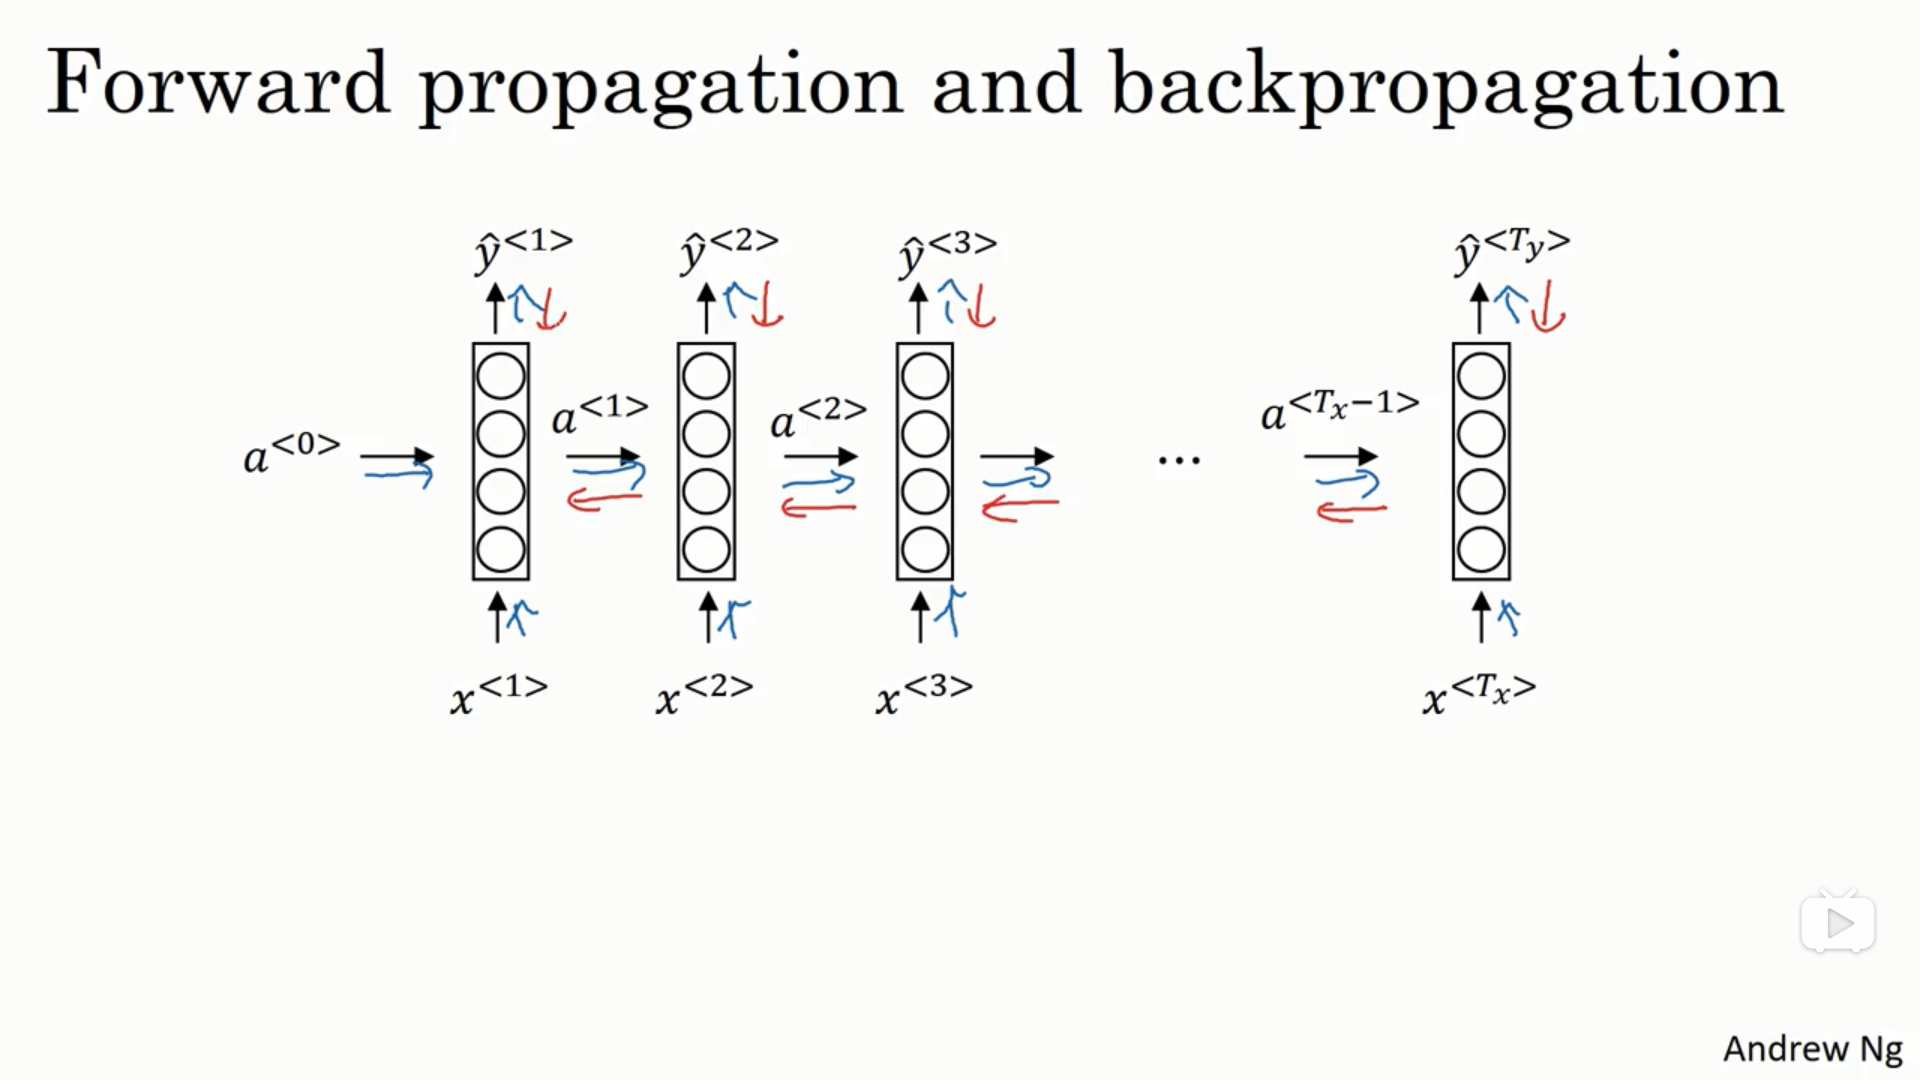 Forward propagation and backpropagation
ŷ<1> ŷ<2> ŷ<3> ŷ<Ty>
a<0> a<1> a<2> ... a<Tx−1>
x<1> x<2> x<3> x<Tx>
Andrew Ng